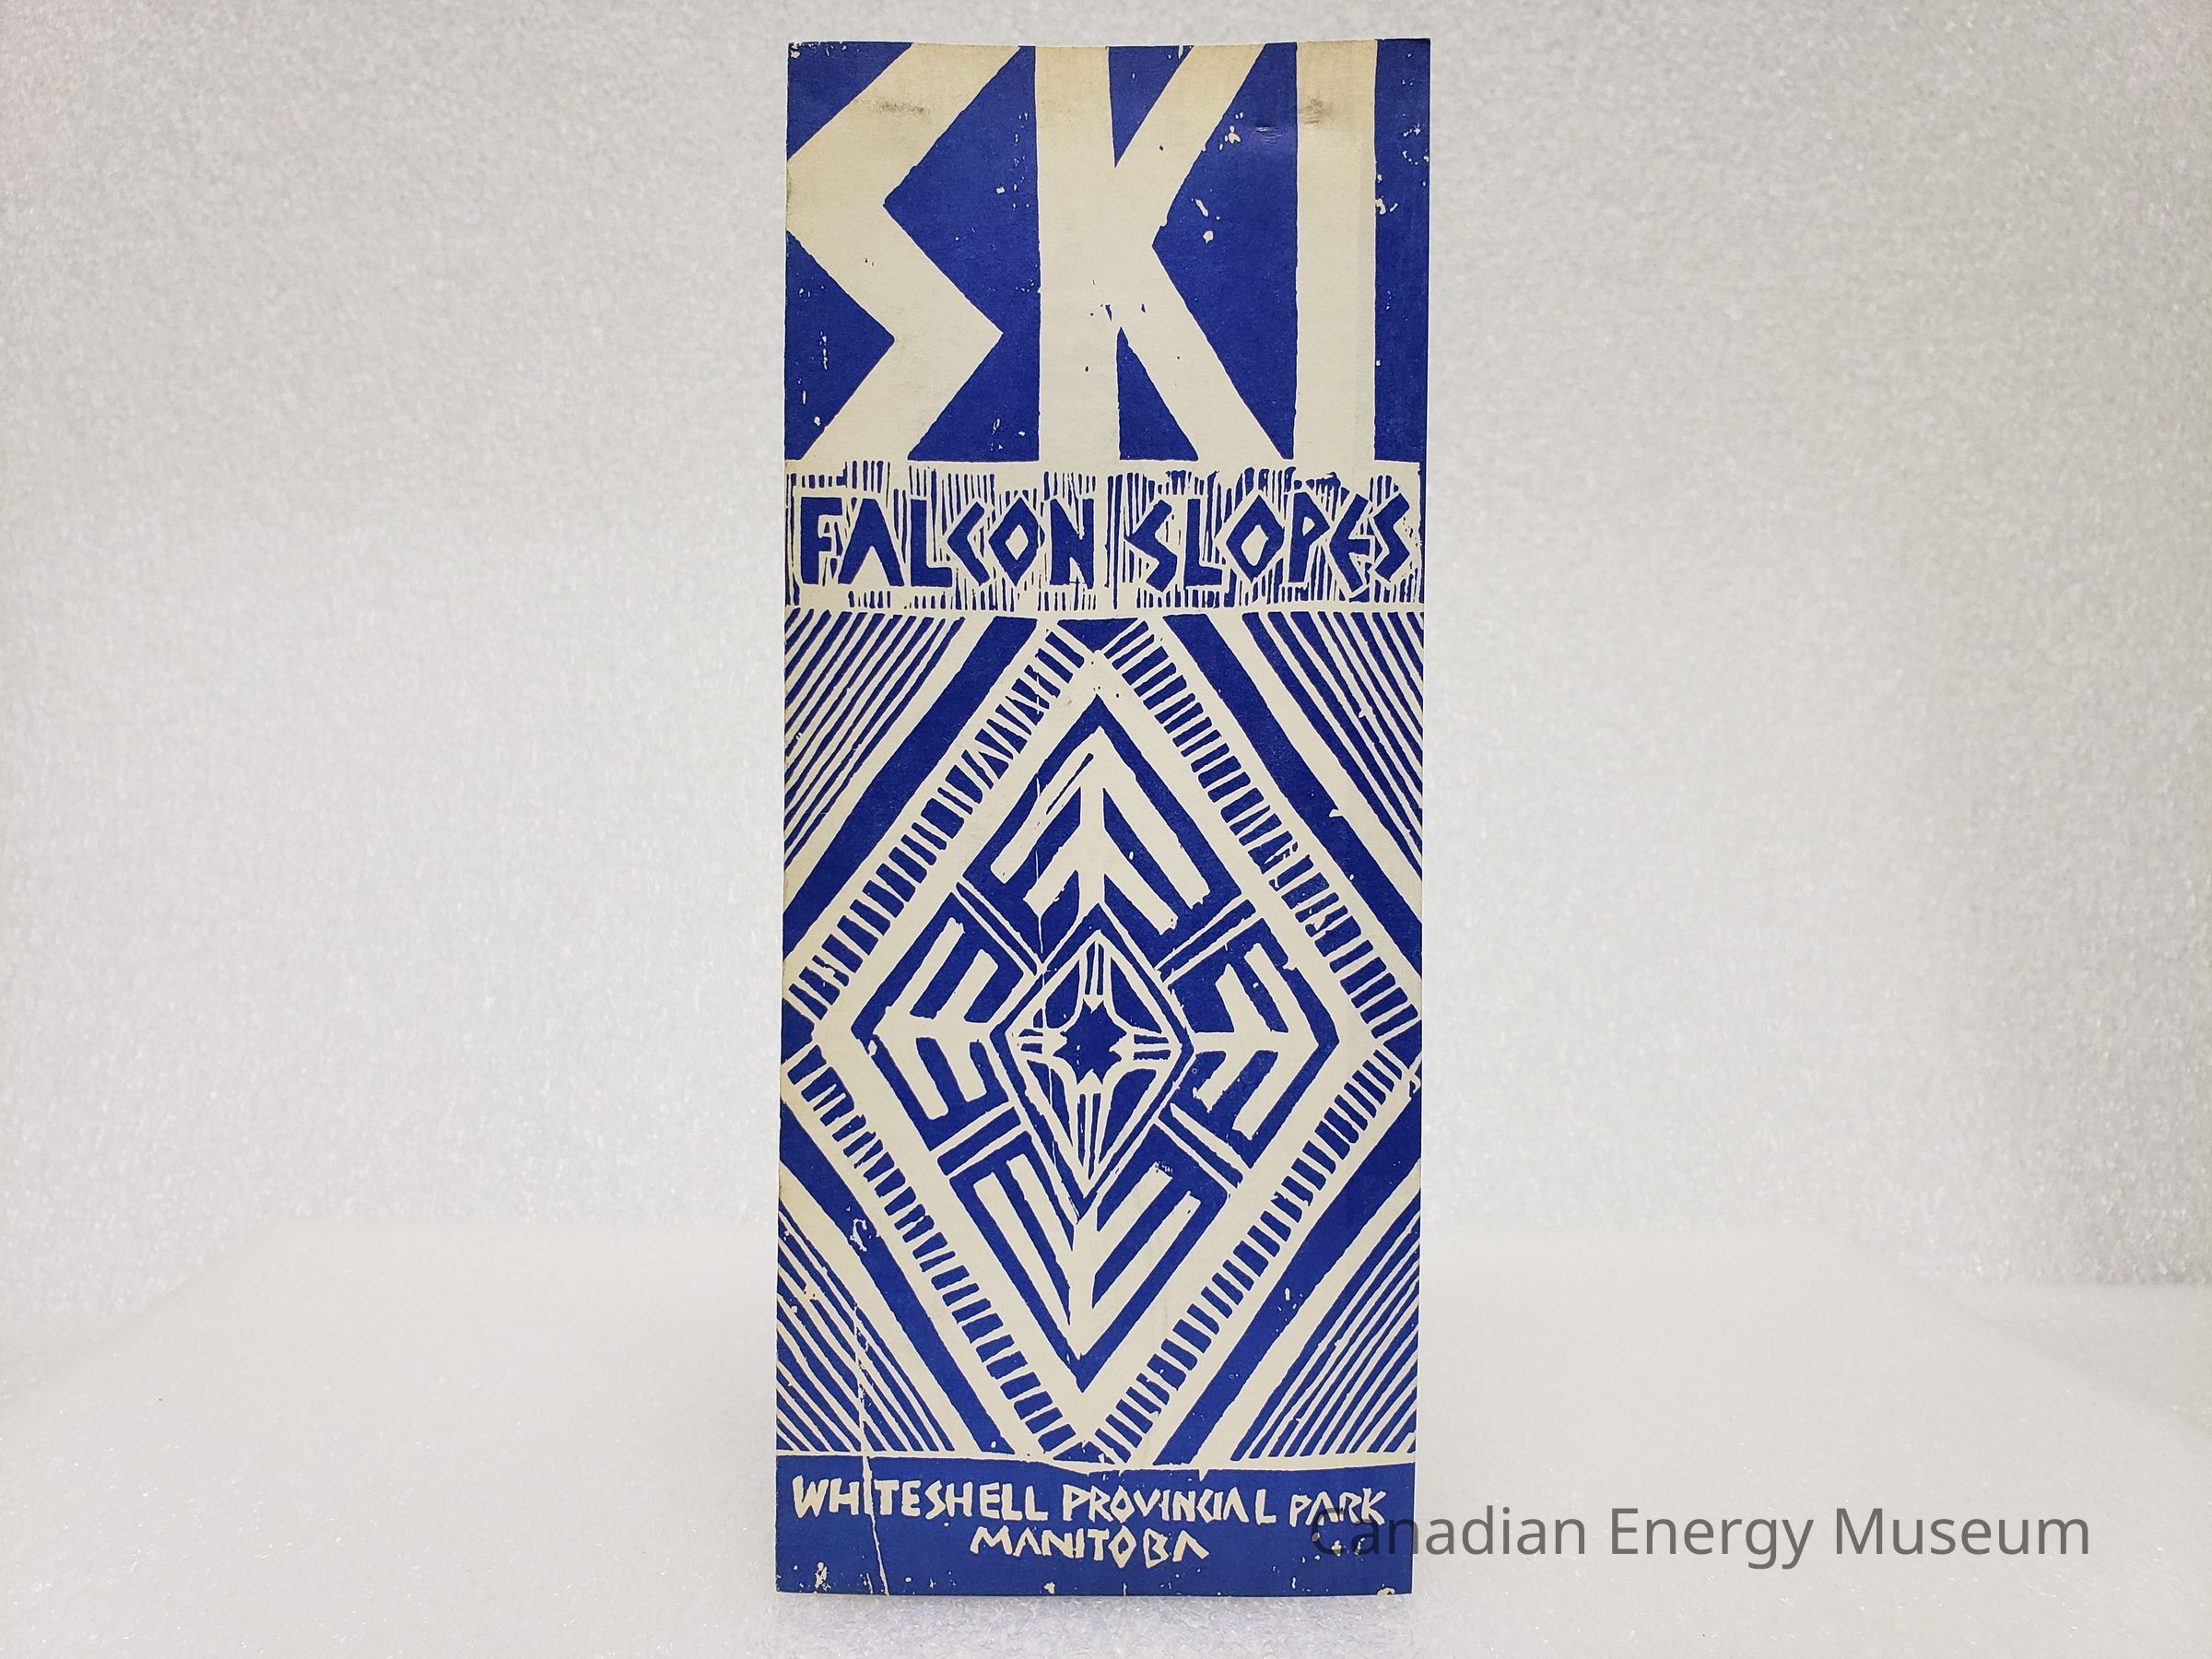 SKI
FALCON SLOPES
WHITESHELL PROVINCIAL PARK
MANITOBA
Canadian Energy Museum